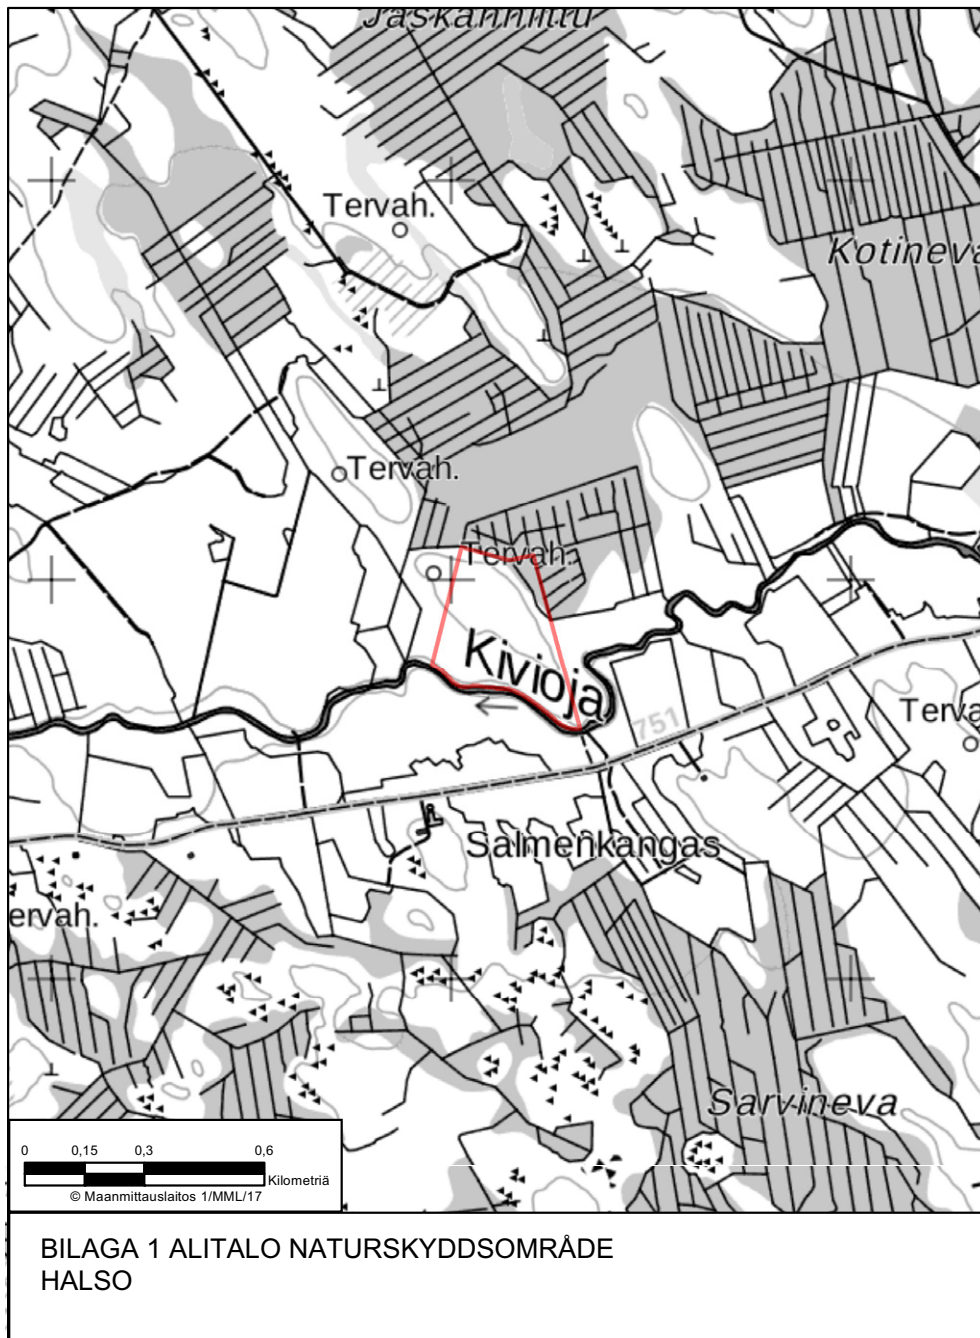 Jaskanniittu
Tervah.
Kotineva
Tervah.
Tervah.
Kivioja
751
Terva
Salmenkangas
ervah.
Sarvineva
0 0,15 0,3 0,6
Kilometriä
© Maanmittauslaitos 1/MML/17
BILAGA 1 ALITALO NATURSKYDDSOMRÅDE
HALSO